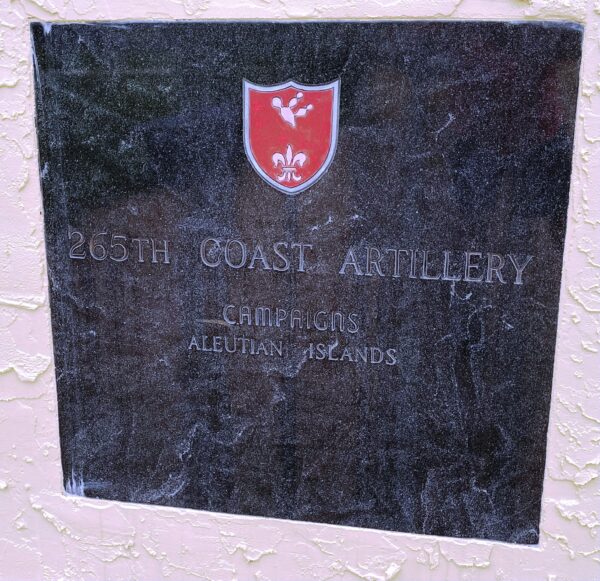 265TH COAST ARTILLERY
CAMPAIGNS
ALEUTIAN ISLANDS